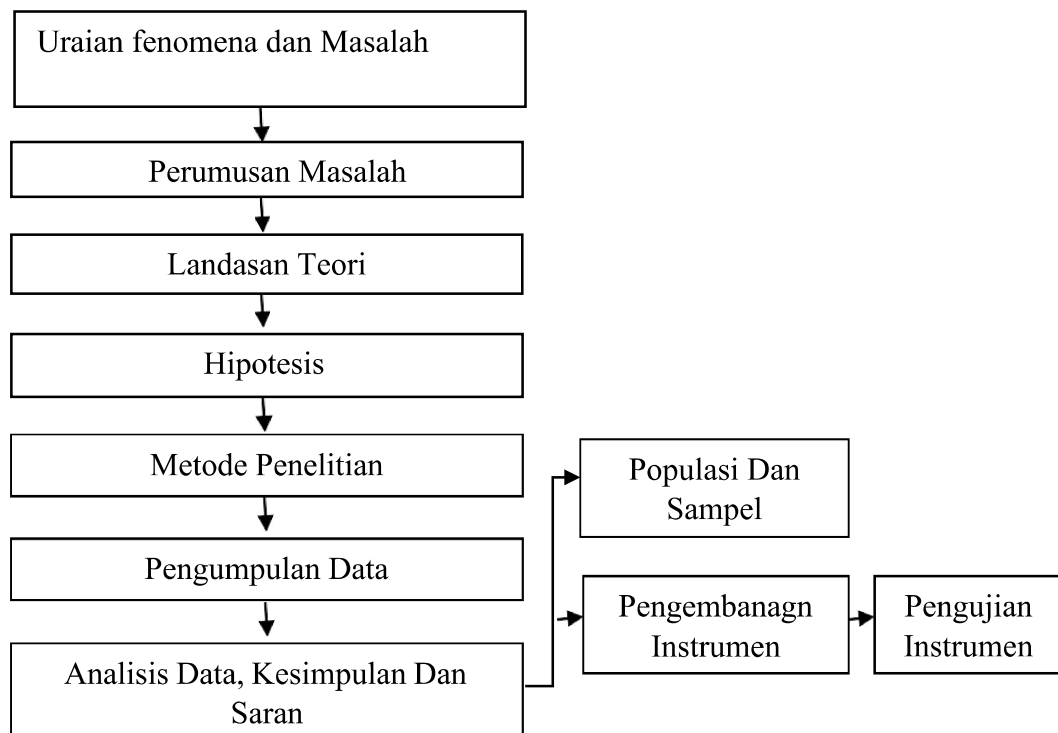 Uraian fenomena dan Masalah
Perumusan Masalah
Landasan Teori
Hipotesis
Metode Penelitian
Pengumpulan Data
Analisis Data, Kesimpulan Dan
Saran
Populasi Dan
Sampel
Pengembanagn
Instrumen
Pengujian
Instrumen